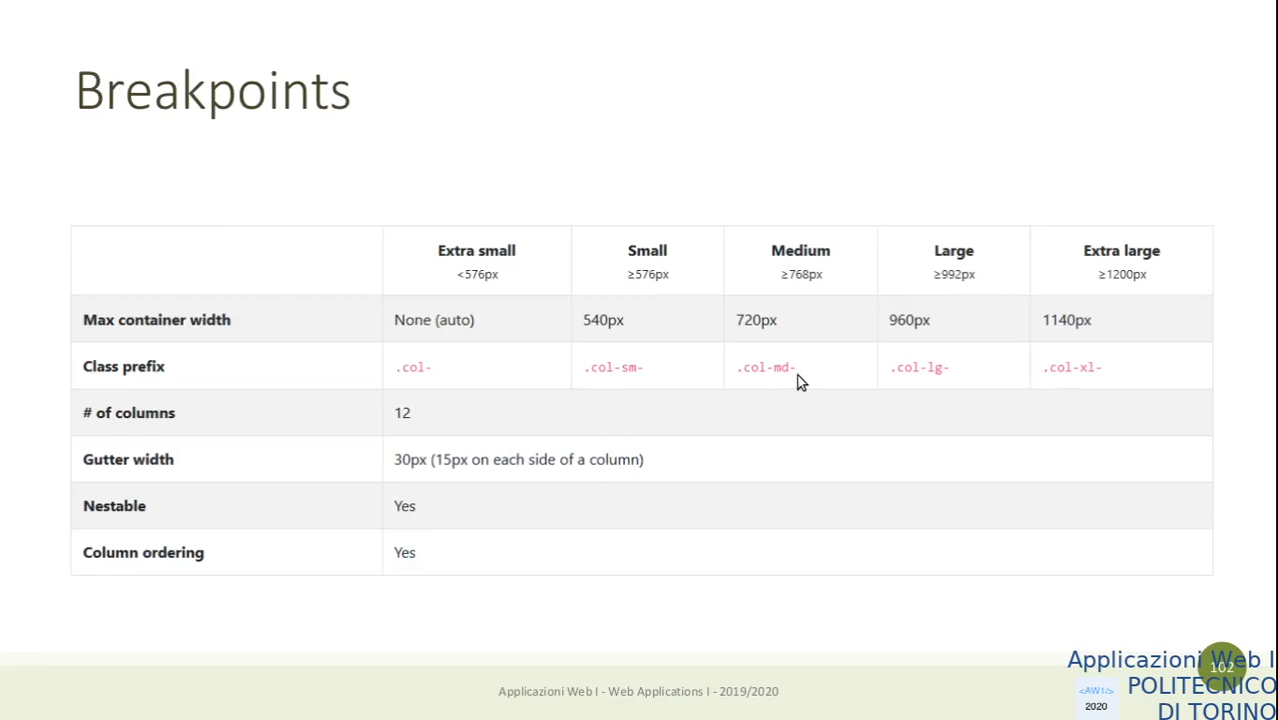 Breakpoints
Extra small Small Medium Large Extra large
<576px ≥576px ≥768px ≥992px ≥1200px
Max container width None (auto) 540px 720px 960px 1140px
Class prefix .col- .col-sm- .col-md- .col-lg- .col-xl-
# of columns 12
Gutter width 30px (15px on each side of a column)
Nestable Yes
Column ordering Yes
Applicazioni Web I - Web Applications I - 2019/2020
102
Applicazioni Web I
POLITECNICO
DI TORINO
<AW1/>
2020